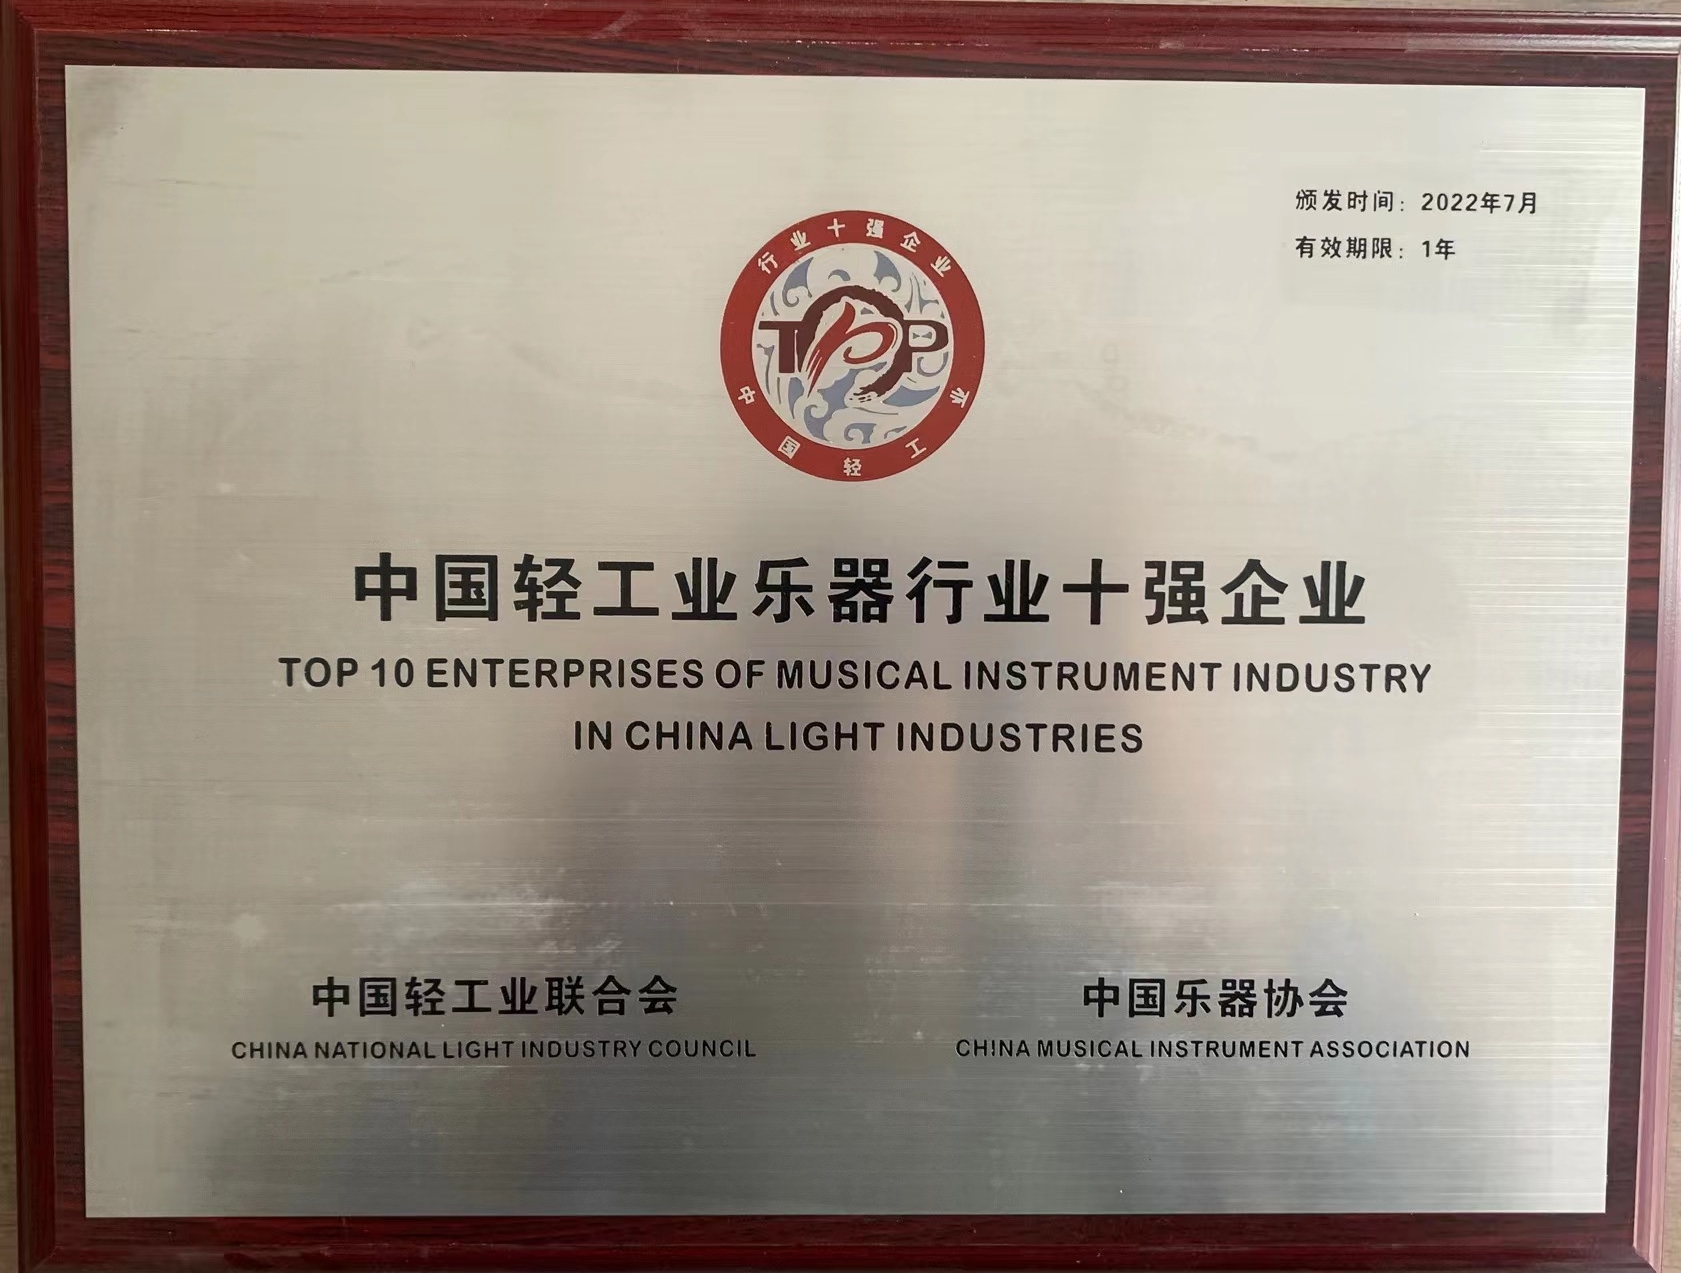 颁发时间：2022年7月
有效期限：1年
行业十强企业
TOP
中国轻工
中国轻工业乐器行业十强企业
TOP 10 ENTERPRISES OF MUSICAL INSTRUMENT INDUSTRY
IN CHINA LIGHT INDUSTRIES
中国轻工业联合会
CHINA NATIONAL LIGHT INDUSTRY COUNCIL
中国乐器协会
CHINA MUSICAL INSTRUMENT ASSOCIATION